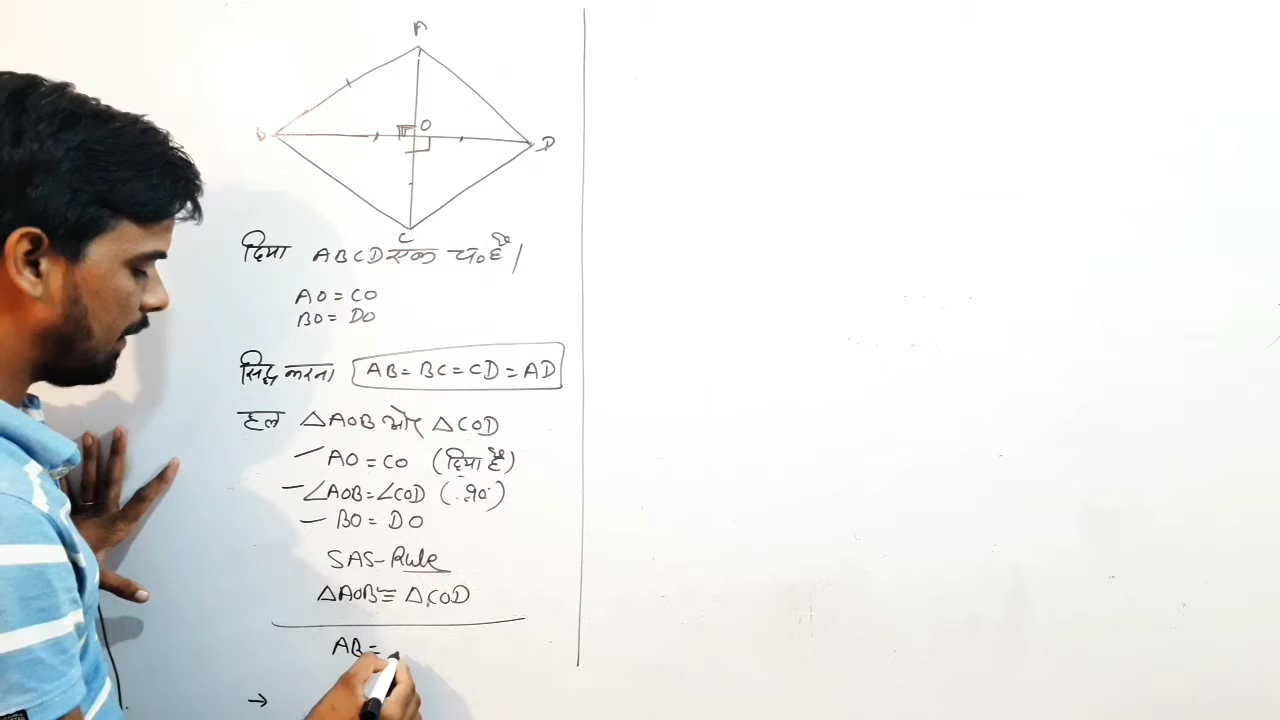 A
B
O
D
C
दिया ABCD एक च० है।
AO = CO
BO = DO
सिद्ध करना AB = BC = CD = AD
हल △AOB और △COD
AO = CO (दिया है)
∠AOB = ∠COD (90°)
BO = DO
SAS-Rule
△AOB ≅ △COD
AB =
→